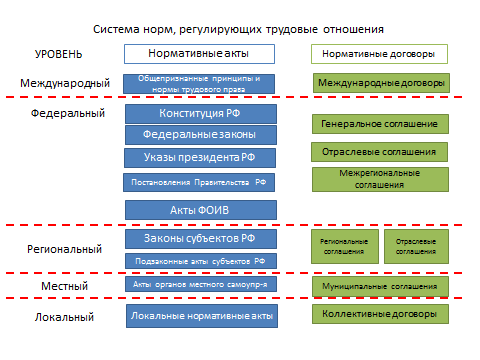 Система норм, регулирующих трудовые отношения
УРОВЕНЬ
Нормативные акты
Нормативные договоры
Международный
Общепризнанные принципы и
нормы трудового права
Международные договоры
Федеральный
Конституция РФ
Генеральное соглашение
Федеральные законы
Указы президента РФ
Отраслевые соглашения
Постановления Правительства РФ
Межрегиональные
соглашения
Акты ФОИВ
Региональный
Законы субъектов РФ
Региональные
соглашения
Отраслевые
соглашения
Подзаконные акты субъектов РФ
Местный
Акты органов местного самоупр-я
Муниципальные соглашения
Локальный
Локальные нормативные акты
Коллективные договоры